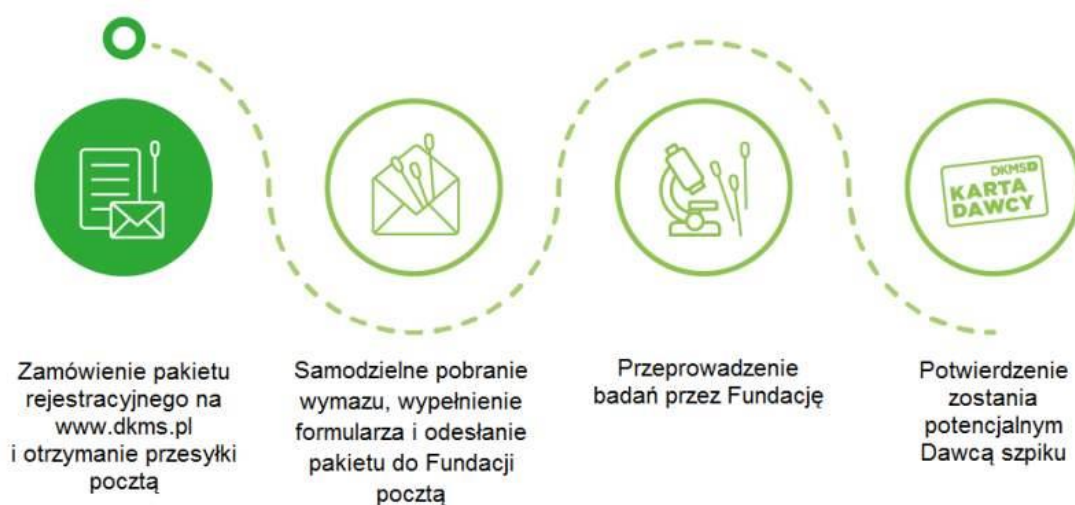 DKMS
KARTA
DAWCY
Zamówienie pakietu
rejestracyjnego na
www.dkms.pl
i otrzymanie przesyłki
pocztą
Samodzielne pobranie
wymazu, wypełnienie
formularza i odesłanie
pakietu do Fundacji
pocztą
Przeprowadzenie
badań przez Fundację
Potwierdzenie
zostania
potencjalnym
Dawcą szpiku